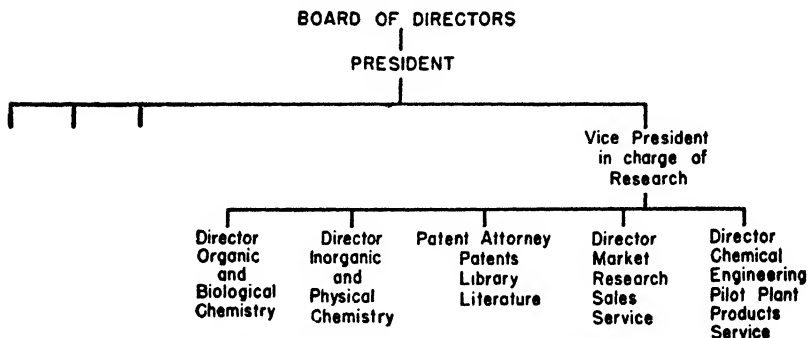 BOARD OF DIRECTORS
PRESIDENT
Vice President
in charge of
Research
Director
Organic
and
Biological
Chemistry
Director
Inorganic
and
Physical
Chemistry
Patent Attorney
Patents
Library
Literature
Director
Market
Research
Sales
Service
Director
Chemical
Engineering
Pilot Plant
Products
Service